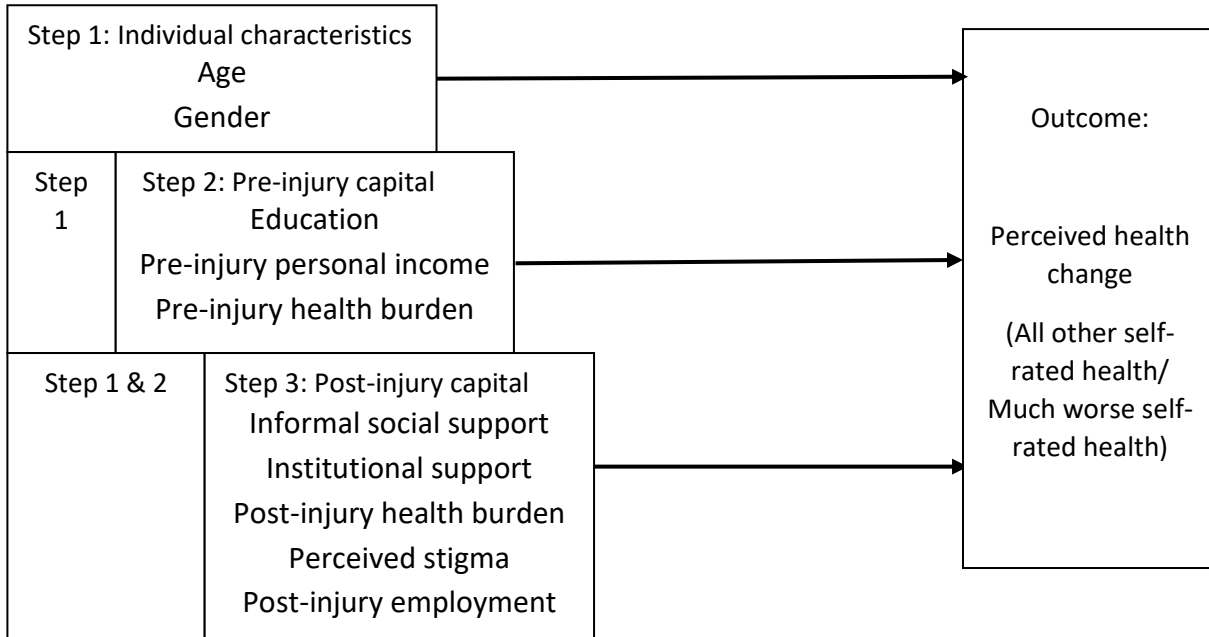 Step 1: Individual characteristics
Age
Gender
Step
1
Step 2: Pre-injury capital
Education
Pre-injury personal income
Pre-injury health burden
Step 1 & 2
Step 3: Post-injury capital
Informal social support
Institutional support
Post-injury health burden
Perceived stigma
Post-injury employment
Outcome:
Perceived health
change
(All other self-
rated health/
Much worse self-
rated health)